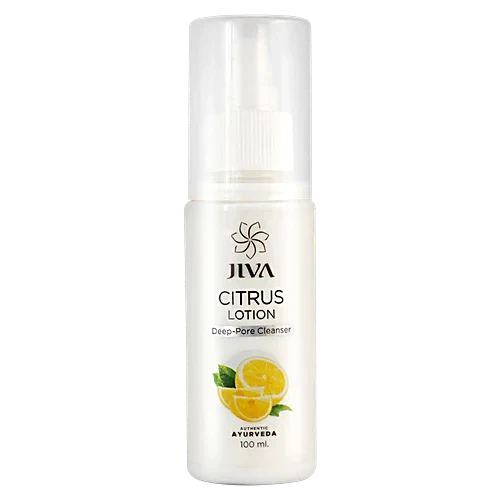 JIVA
CITRUS
LOTION
Deep-Pore Cleanser
AUTHENTIC
AYURVEDA
100 ml.